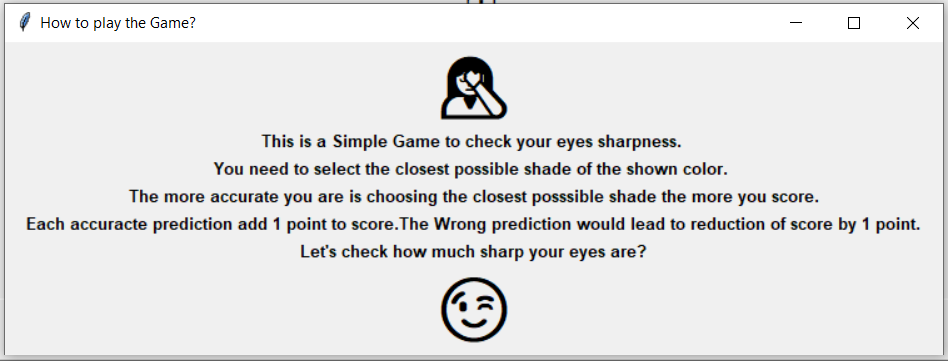 How to play the Game?
This is a Simple Game to check your eyes sharpness.
You need to select the closest possible shade of the shown color.
The more accurate you are is choosing the closest posssible shade the more you score.
Each accuracte prediction add 1 point to score.The Wrong prediction would lead to reduction of score by 1 point.
Let's check how much sharp your eyes are?